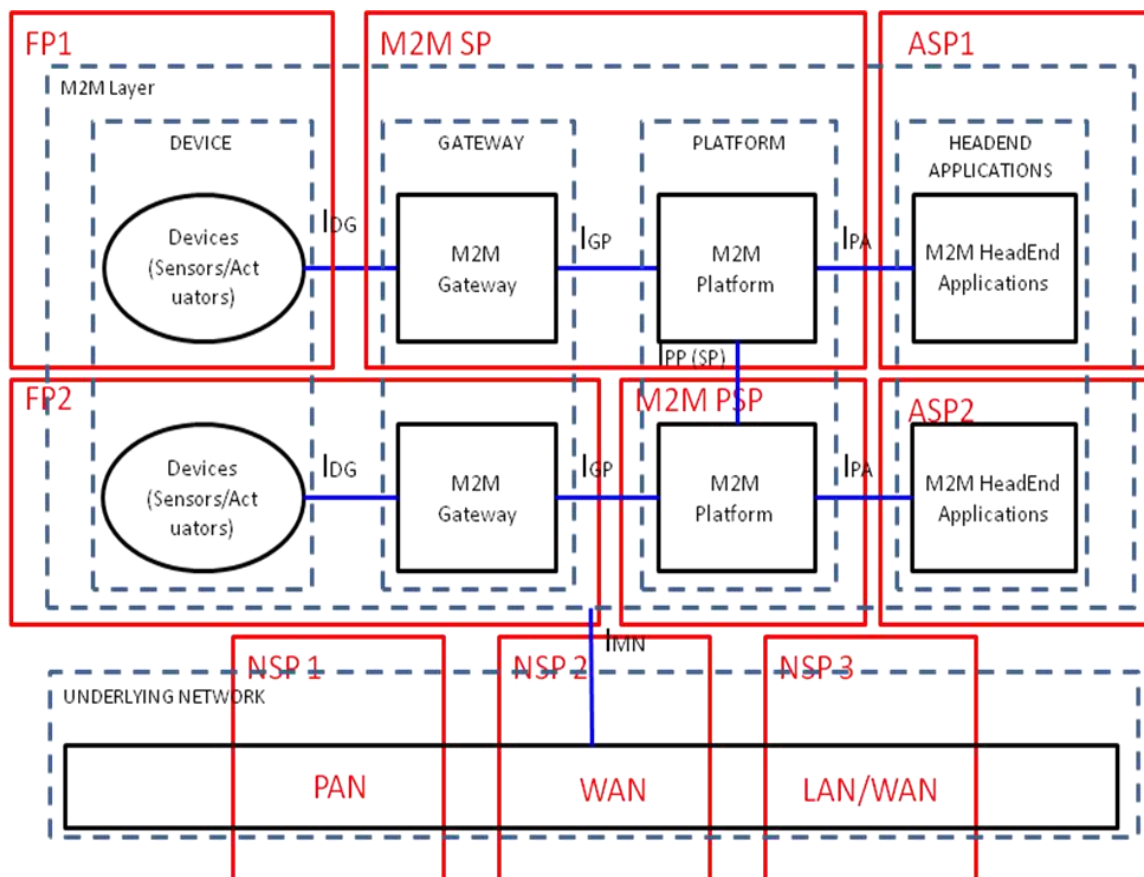 FP1
M2M SP
ASP1
M2M Layer
DEVICE
GATEWAY
PLATFORM
HEADEND
APPLICATIONS
Devices
(Sensors/Act
uators)
IDG
M2M
Gateway
IGP
M2M
Platform
IPA
M2M HeadEnd
Applications
IPP (SP)
FP2
M2M PSP
ASP2
Devices
(Sensors/Act
uators)
IDG
M2M
Gateway
IGP
M2M
Platform
IPA
M2M HeadEnd
Applications
IMN
NSP 1
NSP 2
NSP 3
UNDERLYING NETWORK
PAN
WAN
LAN/WAN